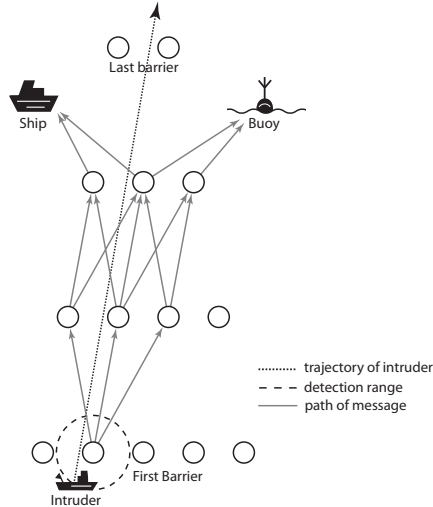 Last barrier
Ship
Buoy
trajectory of intruder
detection range
path of message
First Barrier
Intruder